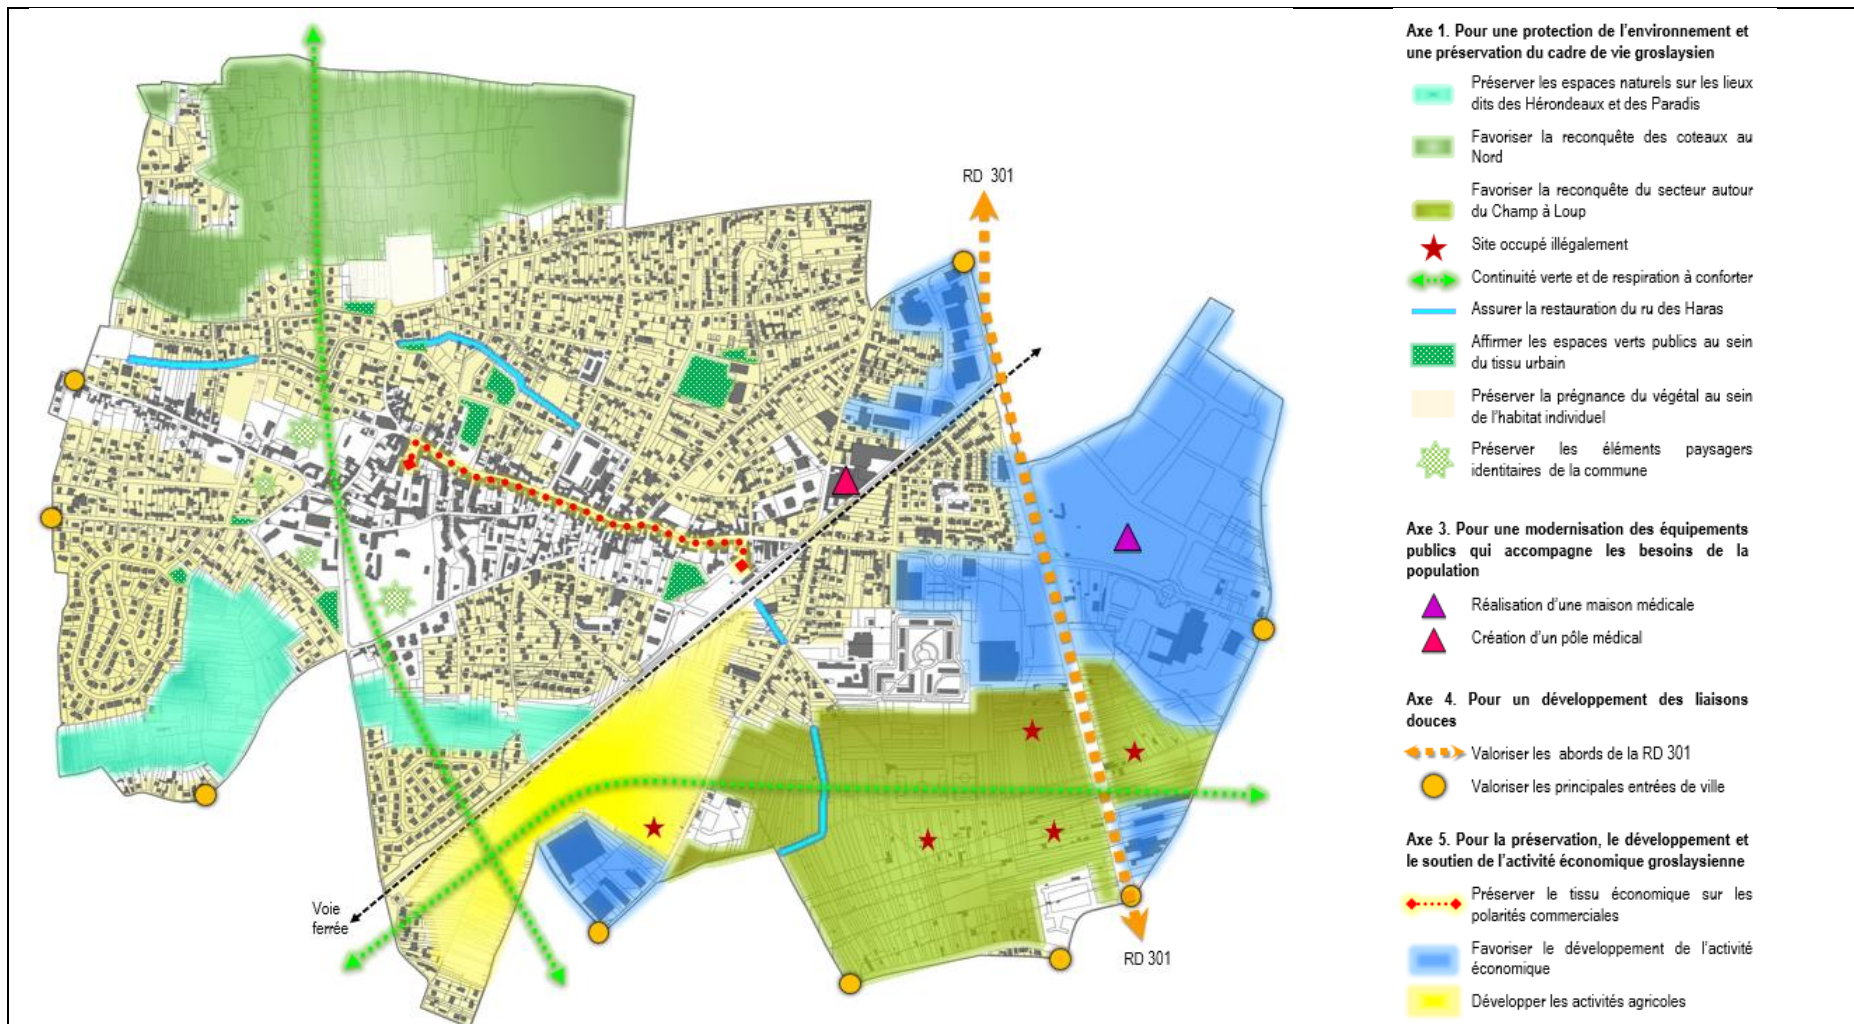 RD 301
Voie
ferrée
RD 301
Axe 1. Pour une protection de l'environnement et
une préservation du cadre de vie groslaysien
Préserver les espaces naturels sur les lieux
dits des Hérondeaux et des Paradis
Favoriser la reconquête des coteaux au
Nord
Favoriser la reconquête du secteur autour
du Champ à Loup
Site occupé illégalement
Continuité verte et de respiration à conforter
Assurer la restauration du ru des Haras
Affirmer les espaces verts publics au sein
du tissu urbain
Préserver la prégnance du végétal au sein
de l'habitat individuel
Préserver les éléments paysagers
identitaires de la commune
Axe 3. Pour une modernisation des équipements
publics qui accompagne les besoins de la
population
Réalisation d'une maison médicale
Création d'un pôle médical
Axe 4. Pour un développement des liaisons
douces
Valoriser les abords de la RD 301
Valoriser les principales entrées de ville
Axe 5. Pour la préservation, le développement et
le soutien de l'activité économique groslaysienne
Préserver le tissu économique sur les
polarités commerciales
Favoriser le développement de l'activité
économique
Développer les activités agricoles